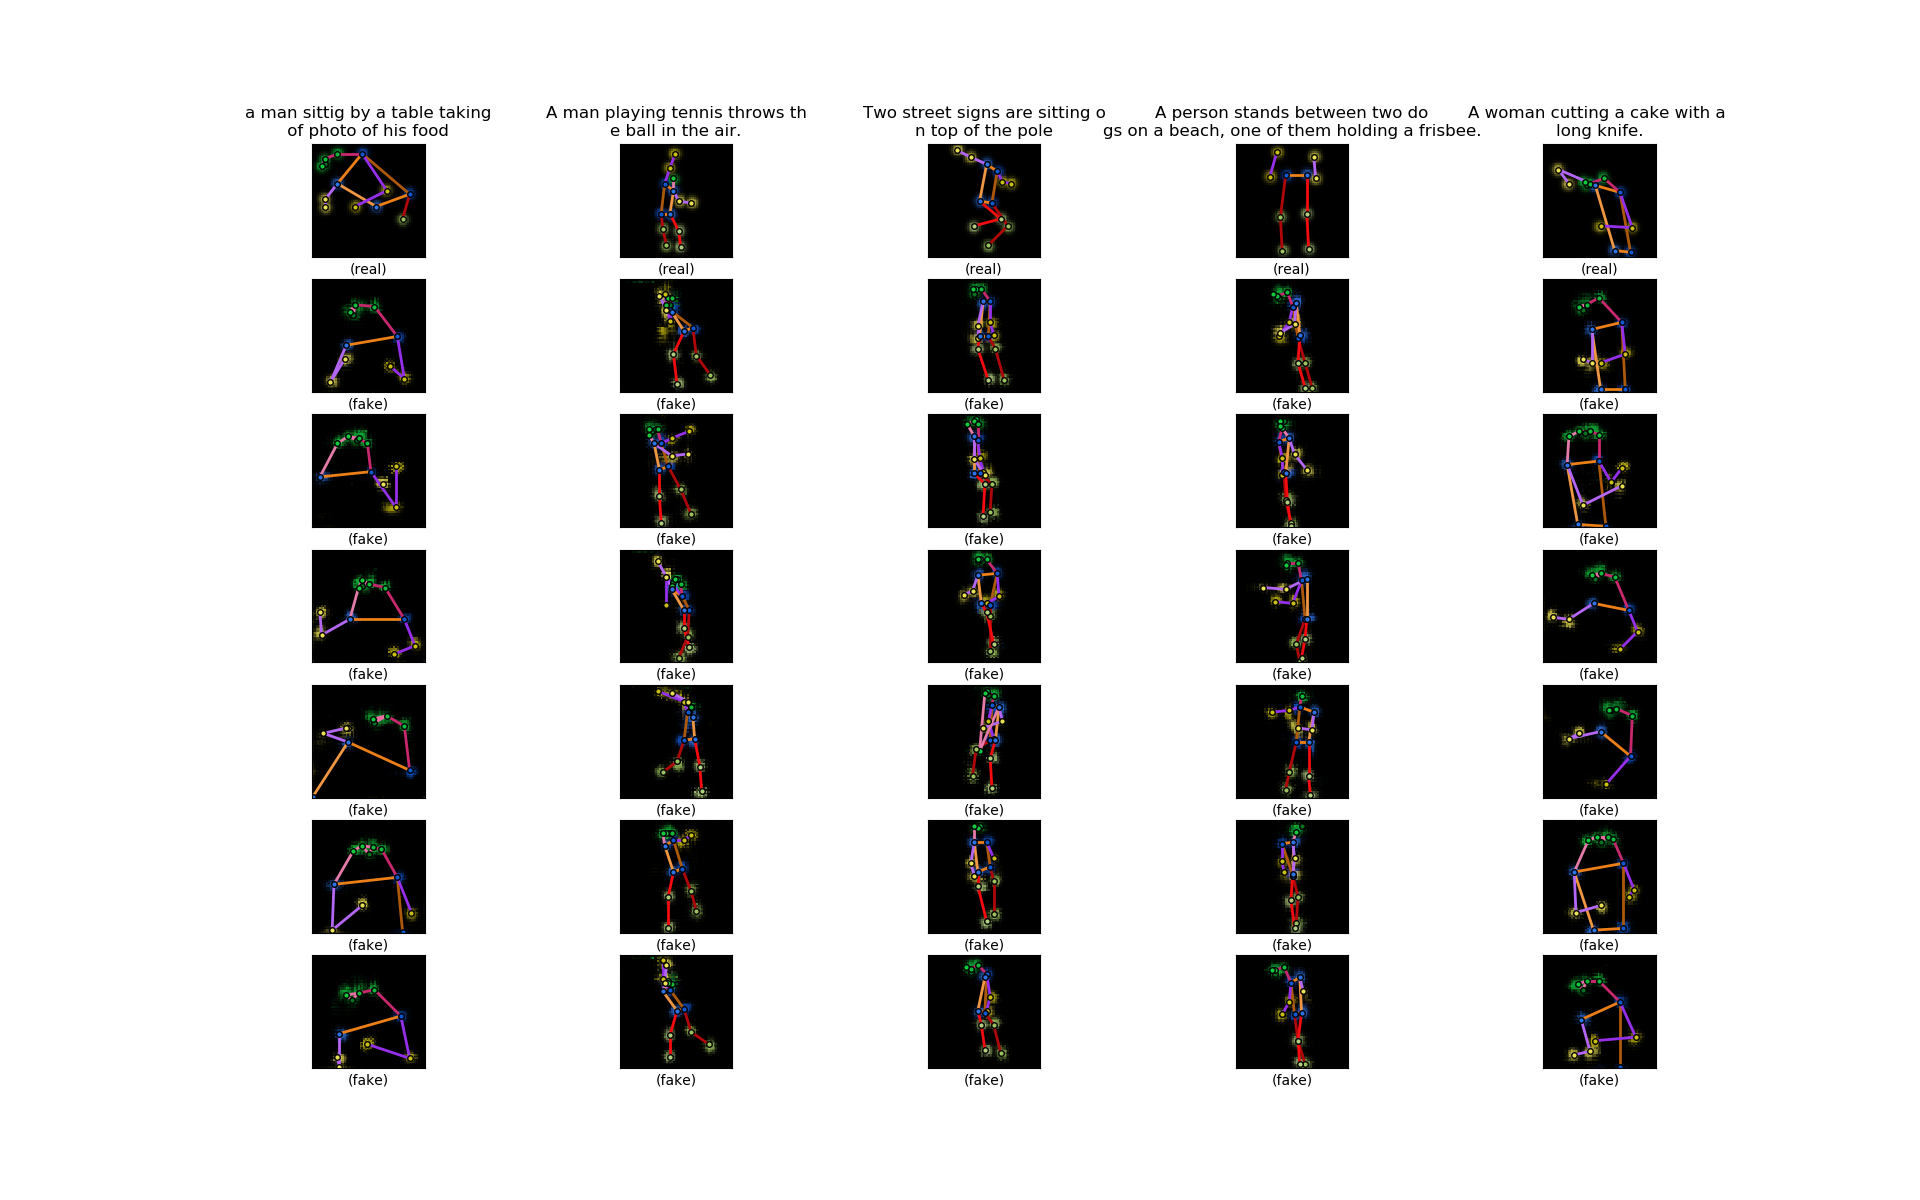 a man sittig by a table taking
of photo of his food
A man playing tennis throws th
e ball in the air.
Two street signs are sitting o
n top of the pole
A person stands between two do
gs on a beach, one of them holding a frisbee.
A woman cutting a cake with a
long knife.
(real) (real) (real) (real) (real)
(fake) (fake) (fake) (fake) (fake)
(fake) (fake) (fake) (fake) (fake)
(fake) (fake) (fake) (fake) (fake)
(fake) (fake) (fake) (fake) (fake)
(fake) (fake) (fake) (fake) (fake)
(fake) (fake) (fake) (fake) (fake)